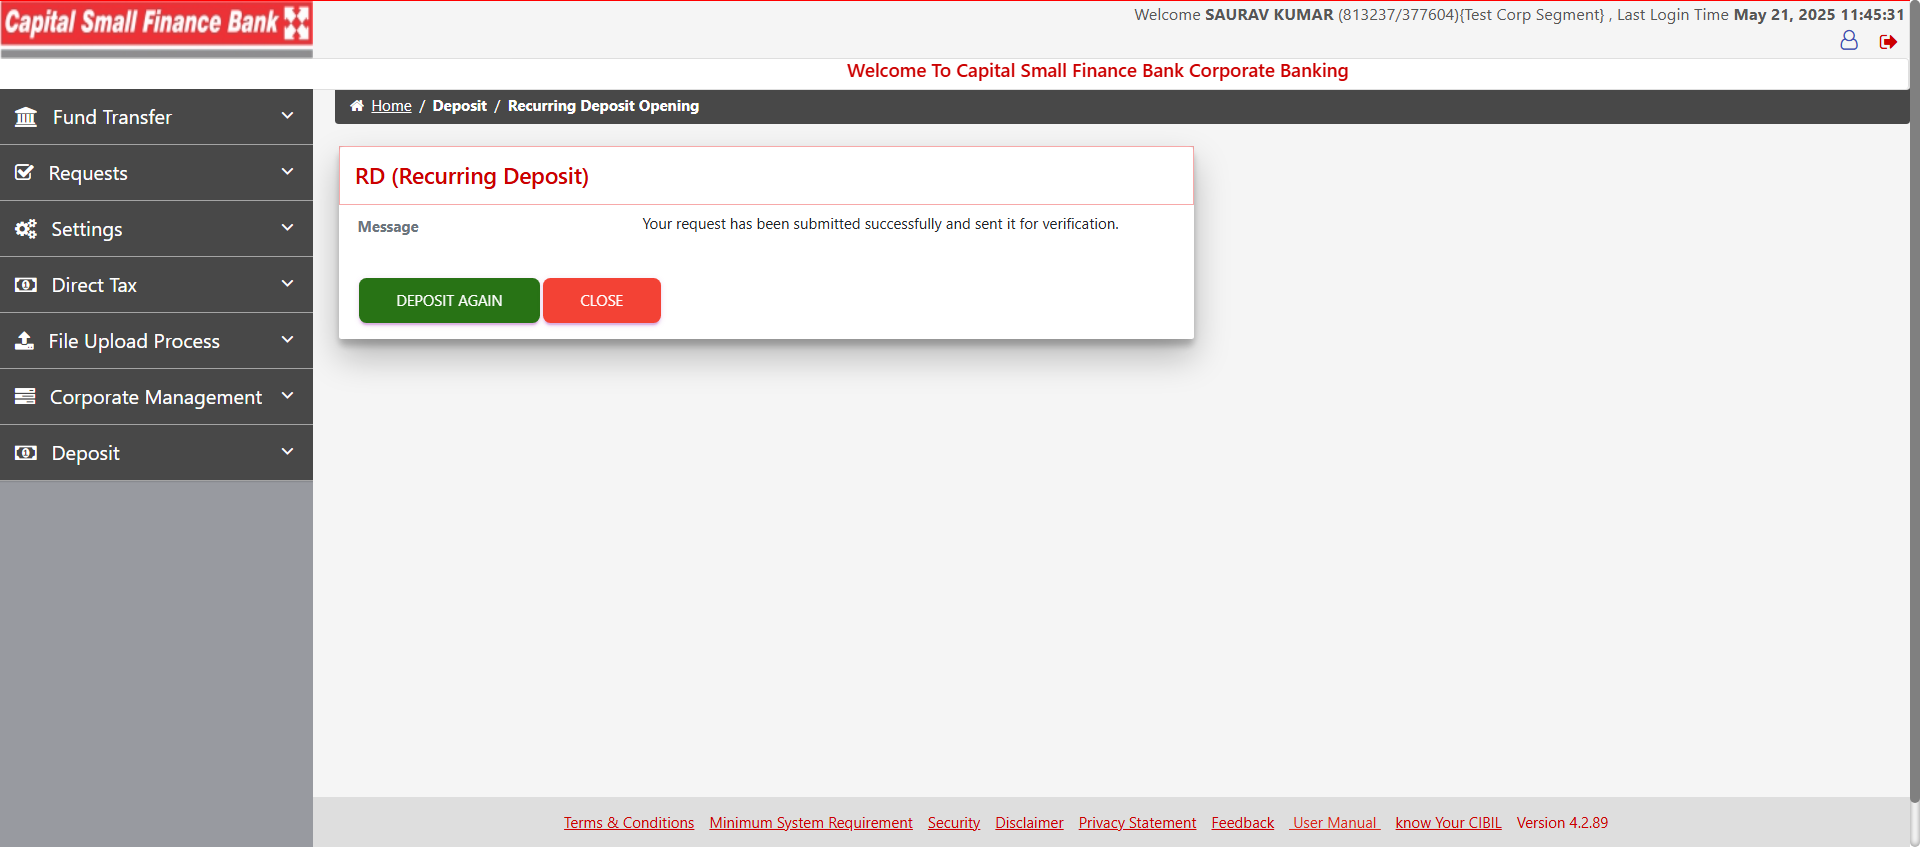 Capital Small Finance Bank
Welcome SAURAV KUMAR (813237/377604){Test Corp Segment} , Last Login Time May 21, 2025 11:45:31
Welcome To Capital Small Finance Bank Corporate Banking
Fund Transfer
Requests
Settings
Direct Tax
File Upload Process
Corporate Management
Deposit
Home / Deposit / Recurring Deposit Opening
RD (Recurring Deposit)
Message Your request has been submitted successfully and sent it for verification.
DEPOSIT AGAIN CLOSE
Terms & Conditions Minimum System Requirement Security Disclaimer Privacy Statement Feedback User Manual know Your CIBIL Version 4.2.89